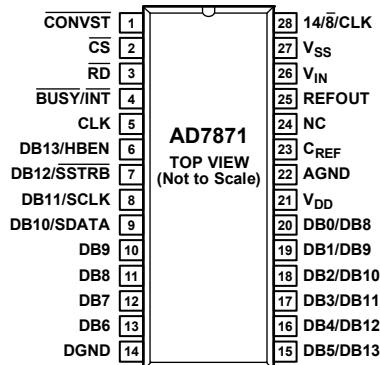 CONVST 1
CS 2
RD 3
BUSY/INT 4
CLK 5
DB13/HBEN 6
DB12/SSTRB 7
DB11/SCLK 8
DB10/SDATA 9
DB9 10
DB8 11
DB7 12
DB6 13
DGND 14
AD7871
TOP VIEW
(Not to Scale)
28 14/8/CLK
27 VSS
26 VIN
25 REFOUT
24 NC
23 CREF
22 AGND
21 VDD
20 DB0/DB8
19 DB1/DB9
18 DB2/DB10
17 DB3/DB11
16 DB4/DB12
15 DB5/DB13